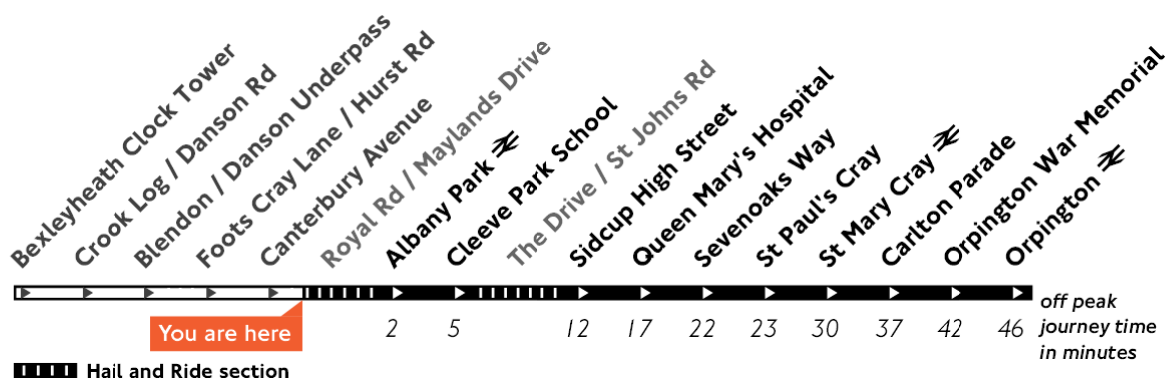 Bexleyheath Clock Tower
Crook Log / Danson Rd
Blendon / Danson Underpass
Foots Cray Lane / Hurst Rd
Canterbury Avenue
Royal Rd / Maylands Drive
Albany Park
Cleeve Park School
The Drive / St Johns Rd
Sidcup High Street
Queen Mary's Hospital
Sevenoaks Way
St Paul's Cray
St Mary Cray
Carlton Parade
Orpington War Memorial
Orpington
You are here
2 5 12 17 22 23 30 37 42 46
off peak
journey time
in minutes
Hail and Ride section